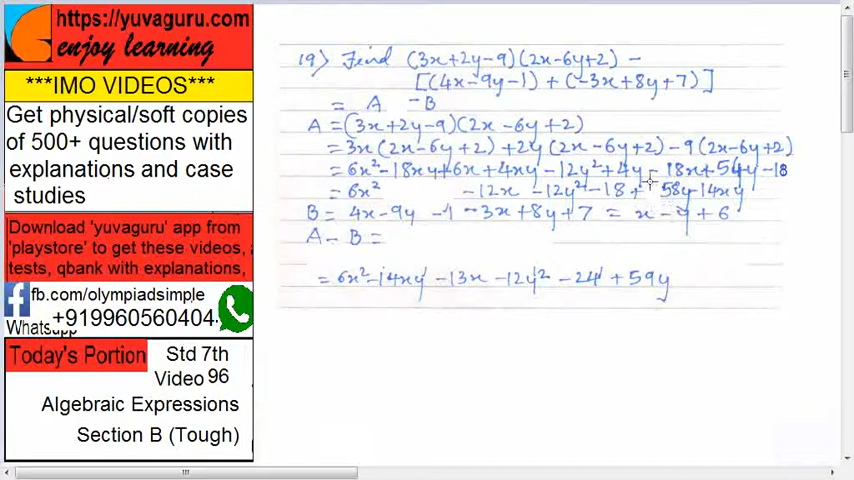 https://yuvaguru.com
enjoy learning
***IMO VIDEOS***
Get physical/soft copies
of 500+ questions with
explanations and case
studies
Download 'yuvaguru' app from
'playstore' to get these videos,
tests, qbank with explanations,
fb.com/olympiadsimple
Whatsapp +919960560404
Today's Portion
Std 7th
Video 96
Algebraic Expressions
Section B (Tough)
19) Find (3x+2y-9)(2x-6y+2) -
[(4x-9y-1) + (-3x+8y+7)]
= A - B
A = (3x+2y-9)(2x-6y+2)
= 3x(2x-6y+2) +2y(2x-6y+2) -9(2x-6y+2)
= 6x²-18xy+6x+4xy-12y²+4y-18x+54y-18
= 6x² -12x -12y²-18+ 58y-14xy
B = 4x-9y -1 -3x+8y+7 = x-y+6
A - B =
= 6x²-14xy-13x-12y²-24+59y